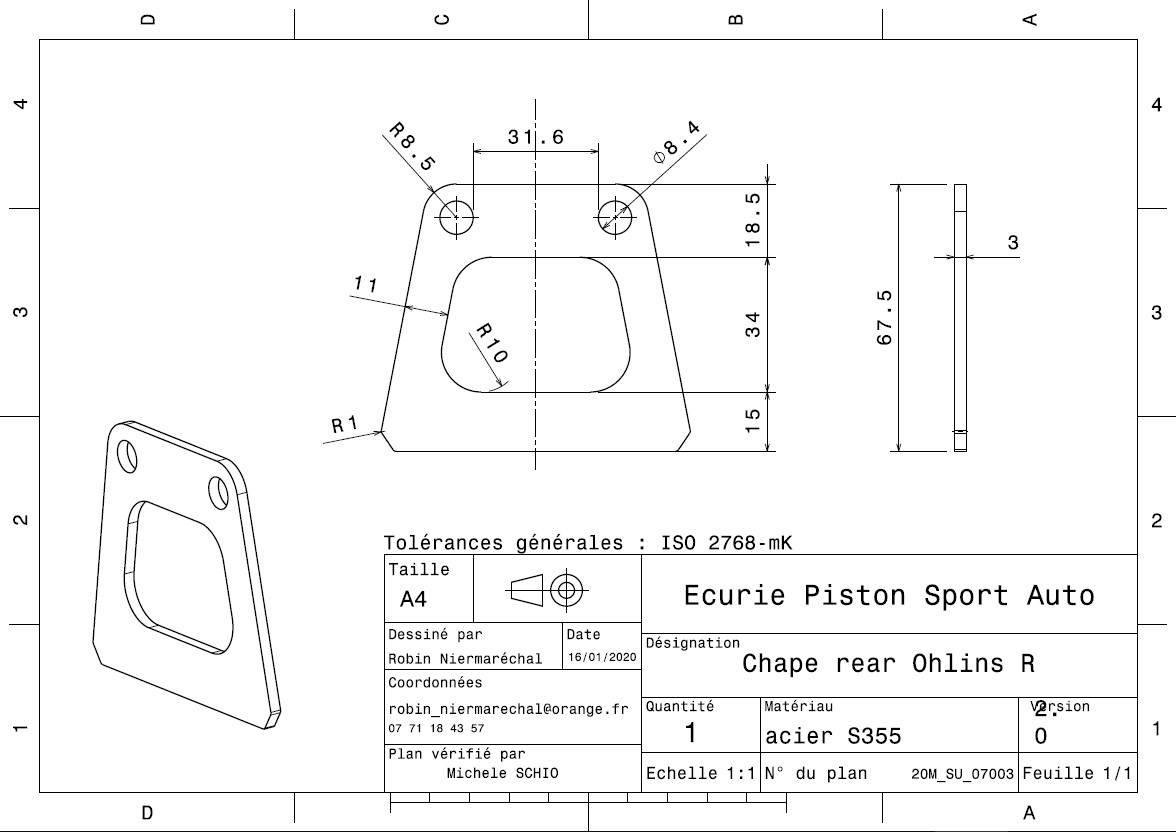 D C B A
4 4
R8.5
31.6
⌀8.4
18.5
3
11
3 3
67.5
34
R10
15
R1
2 2
Tolérances générales : ISO 2768-mK
Taille
A4
Ecurie Piston Sport Auto
Dessiné par
Date
Robin Niermaréchal
16/01/2020
Désignation
Chape rear Ohlins R
Coordonnées
robin_niermarechal@orange.fr
07 71 18 43 57
Quantité
1
Matériau
acier S355
Version
2.
0
1 1
Plan vérifié par
Michele SCHIO
Echelle 1:1
N° du plan 20M_SU_07003
Feuille 1/1
D A